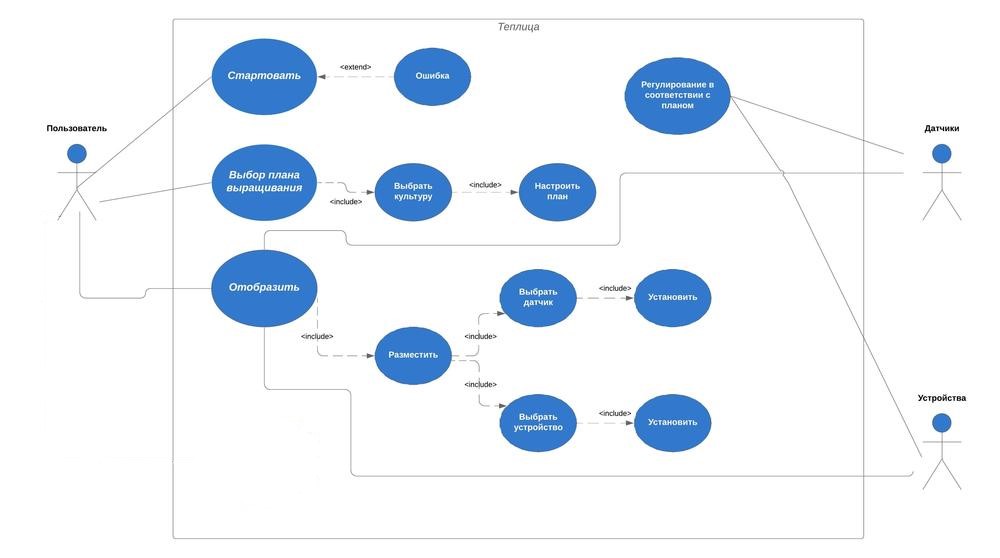 Теплица
Стартовать
<extend>
Ошибка
Регулирование в
соответствии с
планом
Пользователь
Датчики
Выбор плана
выращивания
<include>
Выбрать
культуру
<include>
Настроить
план
Отобразить
<include>
Разместить
<include>
Выбрать
датчик
<include>
Установить
<include>
Выбрать
устройство
<include>
Установить
Устройства